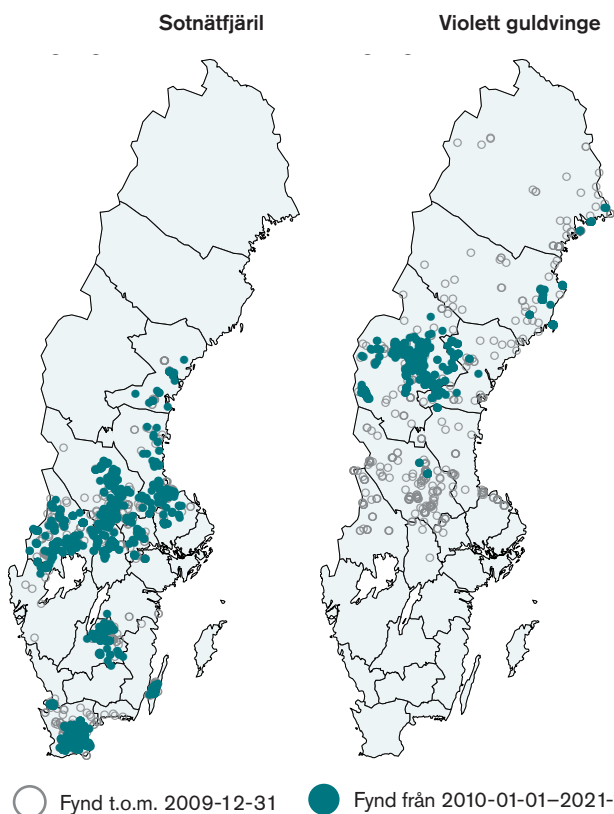 Sotnätfjäril
Violett guldvinge
Fynd t.o.m. 2009-12-31
Fynd från 2010-01-01–2021-